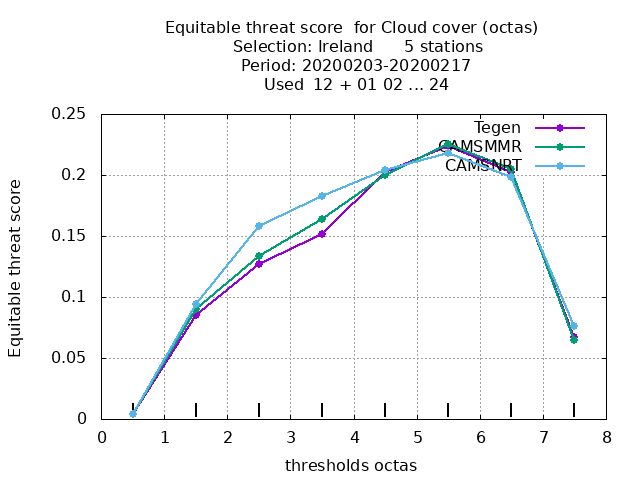 Equitable threat score  for Cloud cover (octas)
Selection: Ireland      5 stations
Period: 20200203-20200217
Used  12 + 01 02 ... 24
Tegen
CAMSMMR
CAMSNRT
Equitable threat score
0.25
0.2
0.15
0.1
0.05
0
0 1 2 3 4 5 6 7 8
thresholds octas